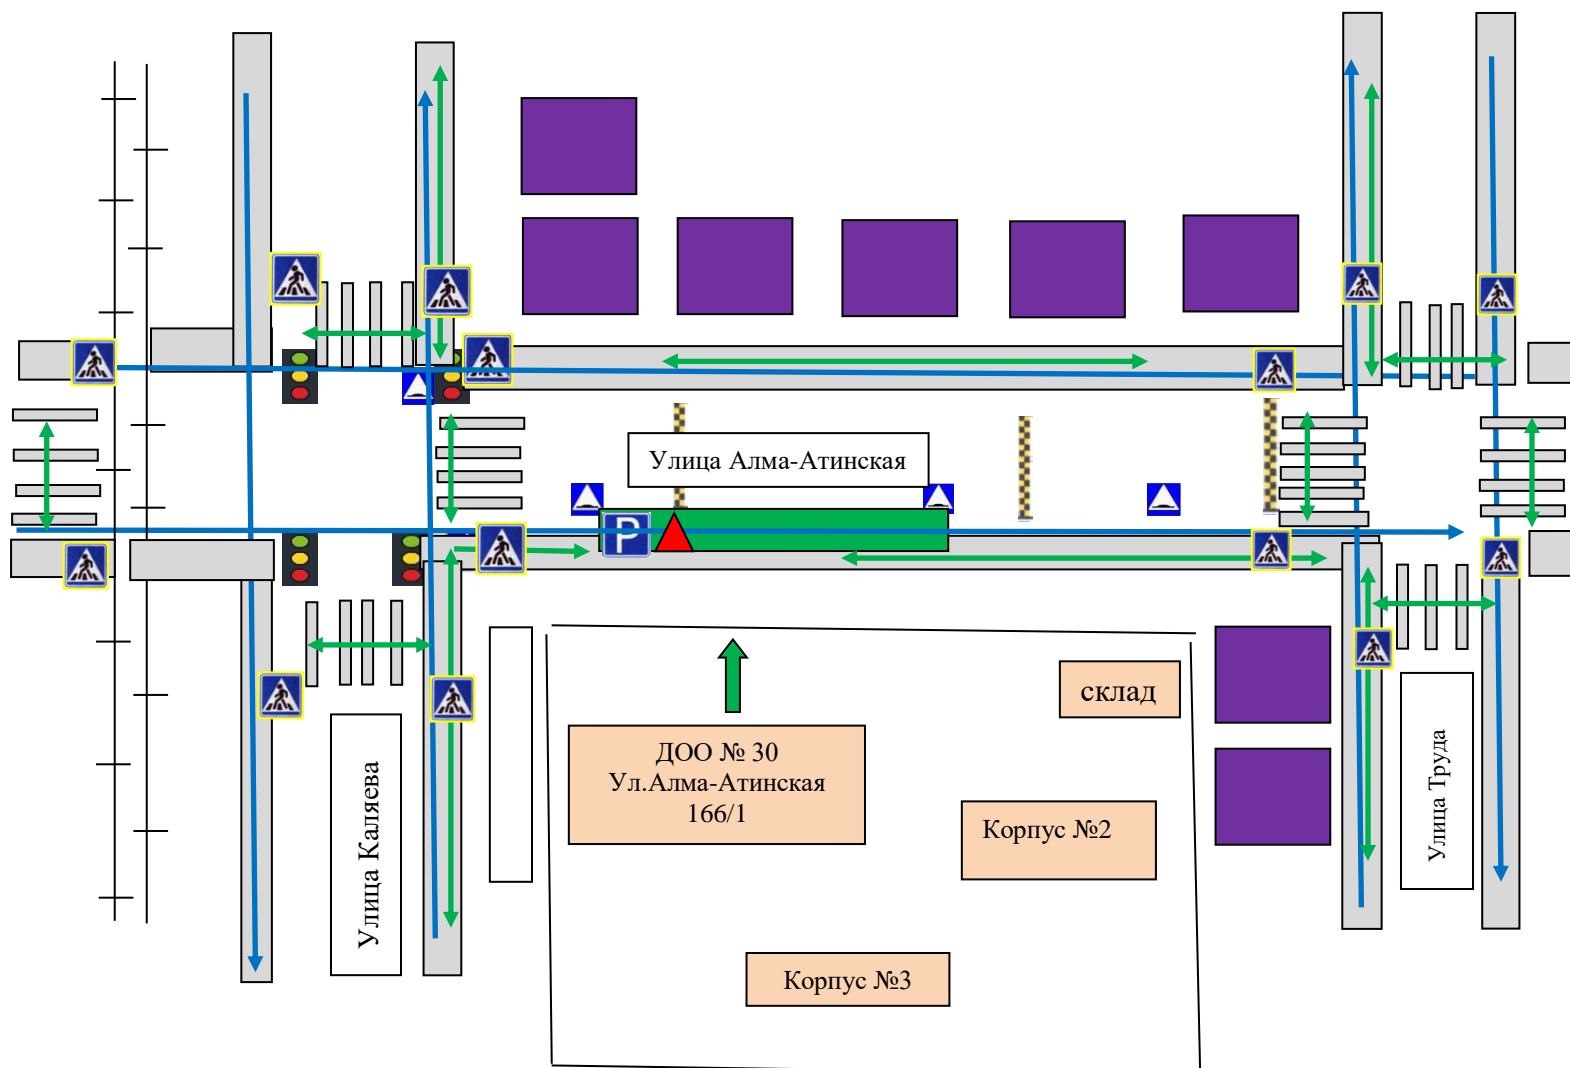 Улица Алма-Атинская
P
склад
ДОО № 30
Ул.Алма-Атинская
166/1
Корпус №2
Улица Каляева
Улица Труда
Корпус №3